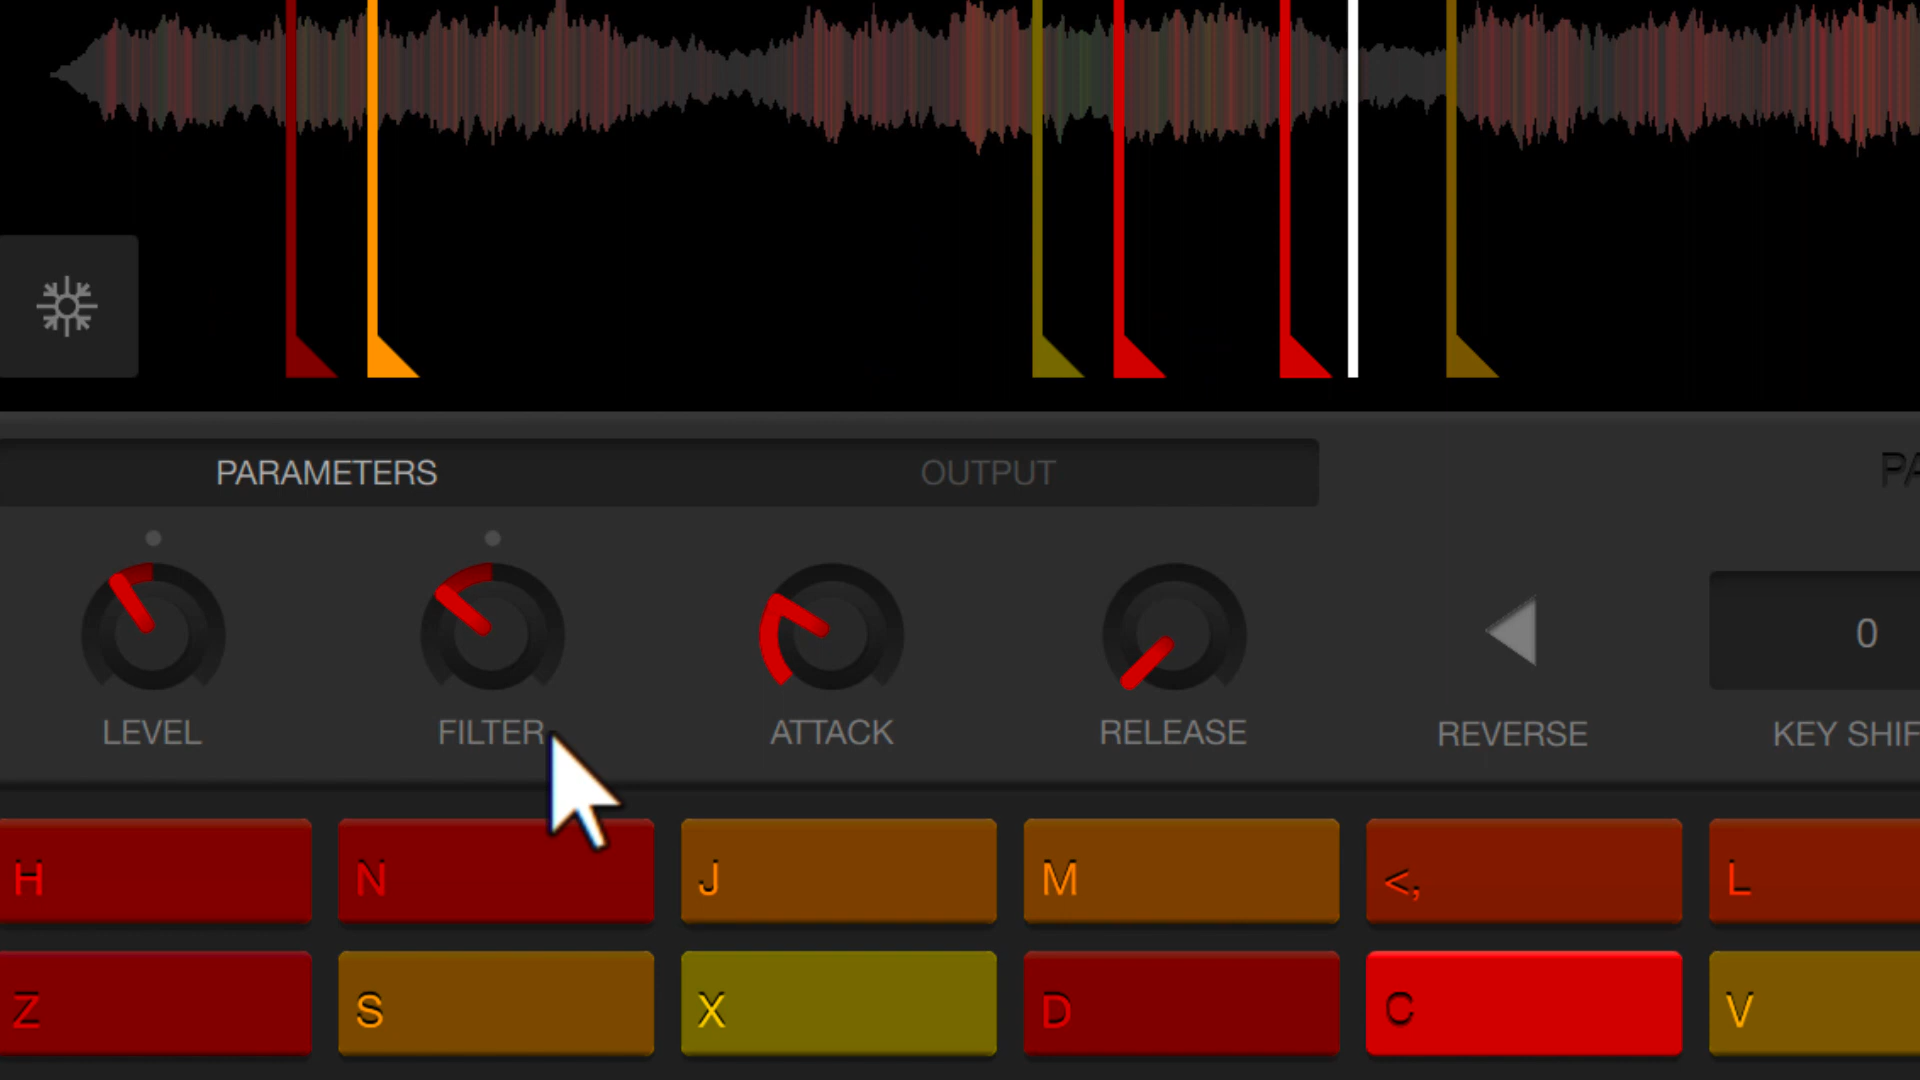 PARAMETERS OUTPUT PA
LEVEL FILTER ATTACK RELEASE REVERSE 0 KEY SHIF
H N J M <, L
Z S X D C V